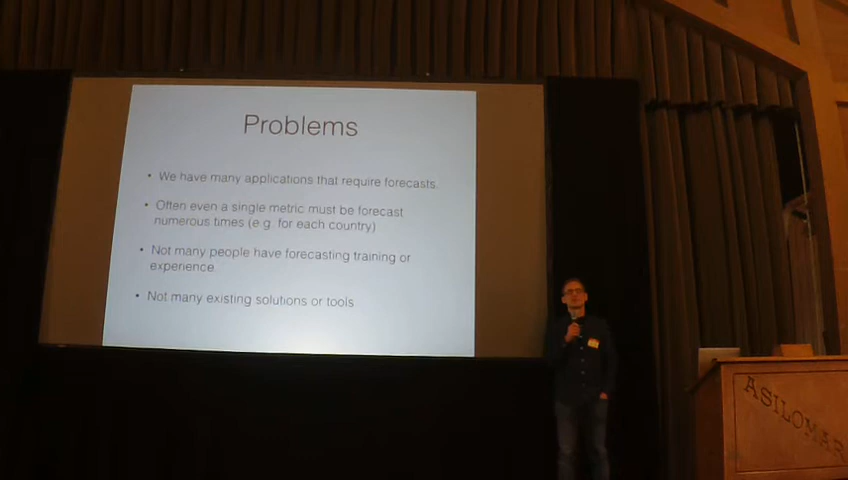 Problems
• We have many applications that require forecasts.
• Often even a single metric must be forecast
numerous times (e.g. for each country)
• Not many people have forecasting training or
experience
• Not many existing solutions or tools
ASILOMAR